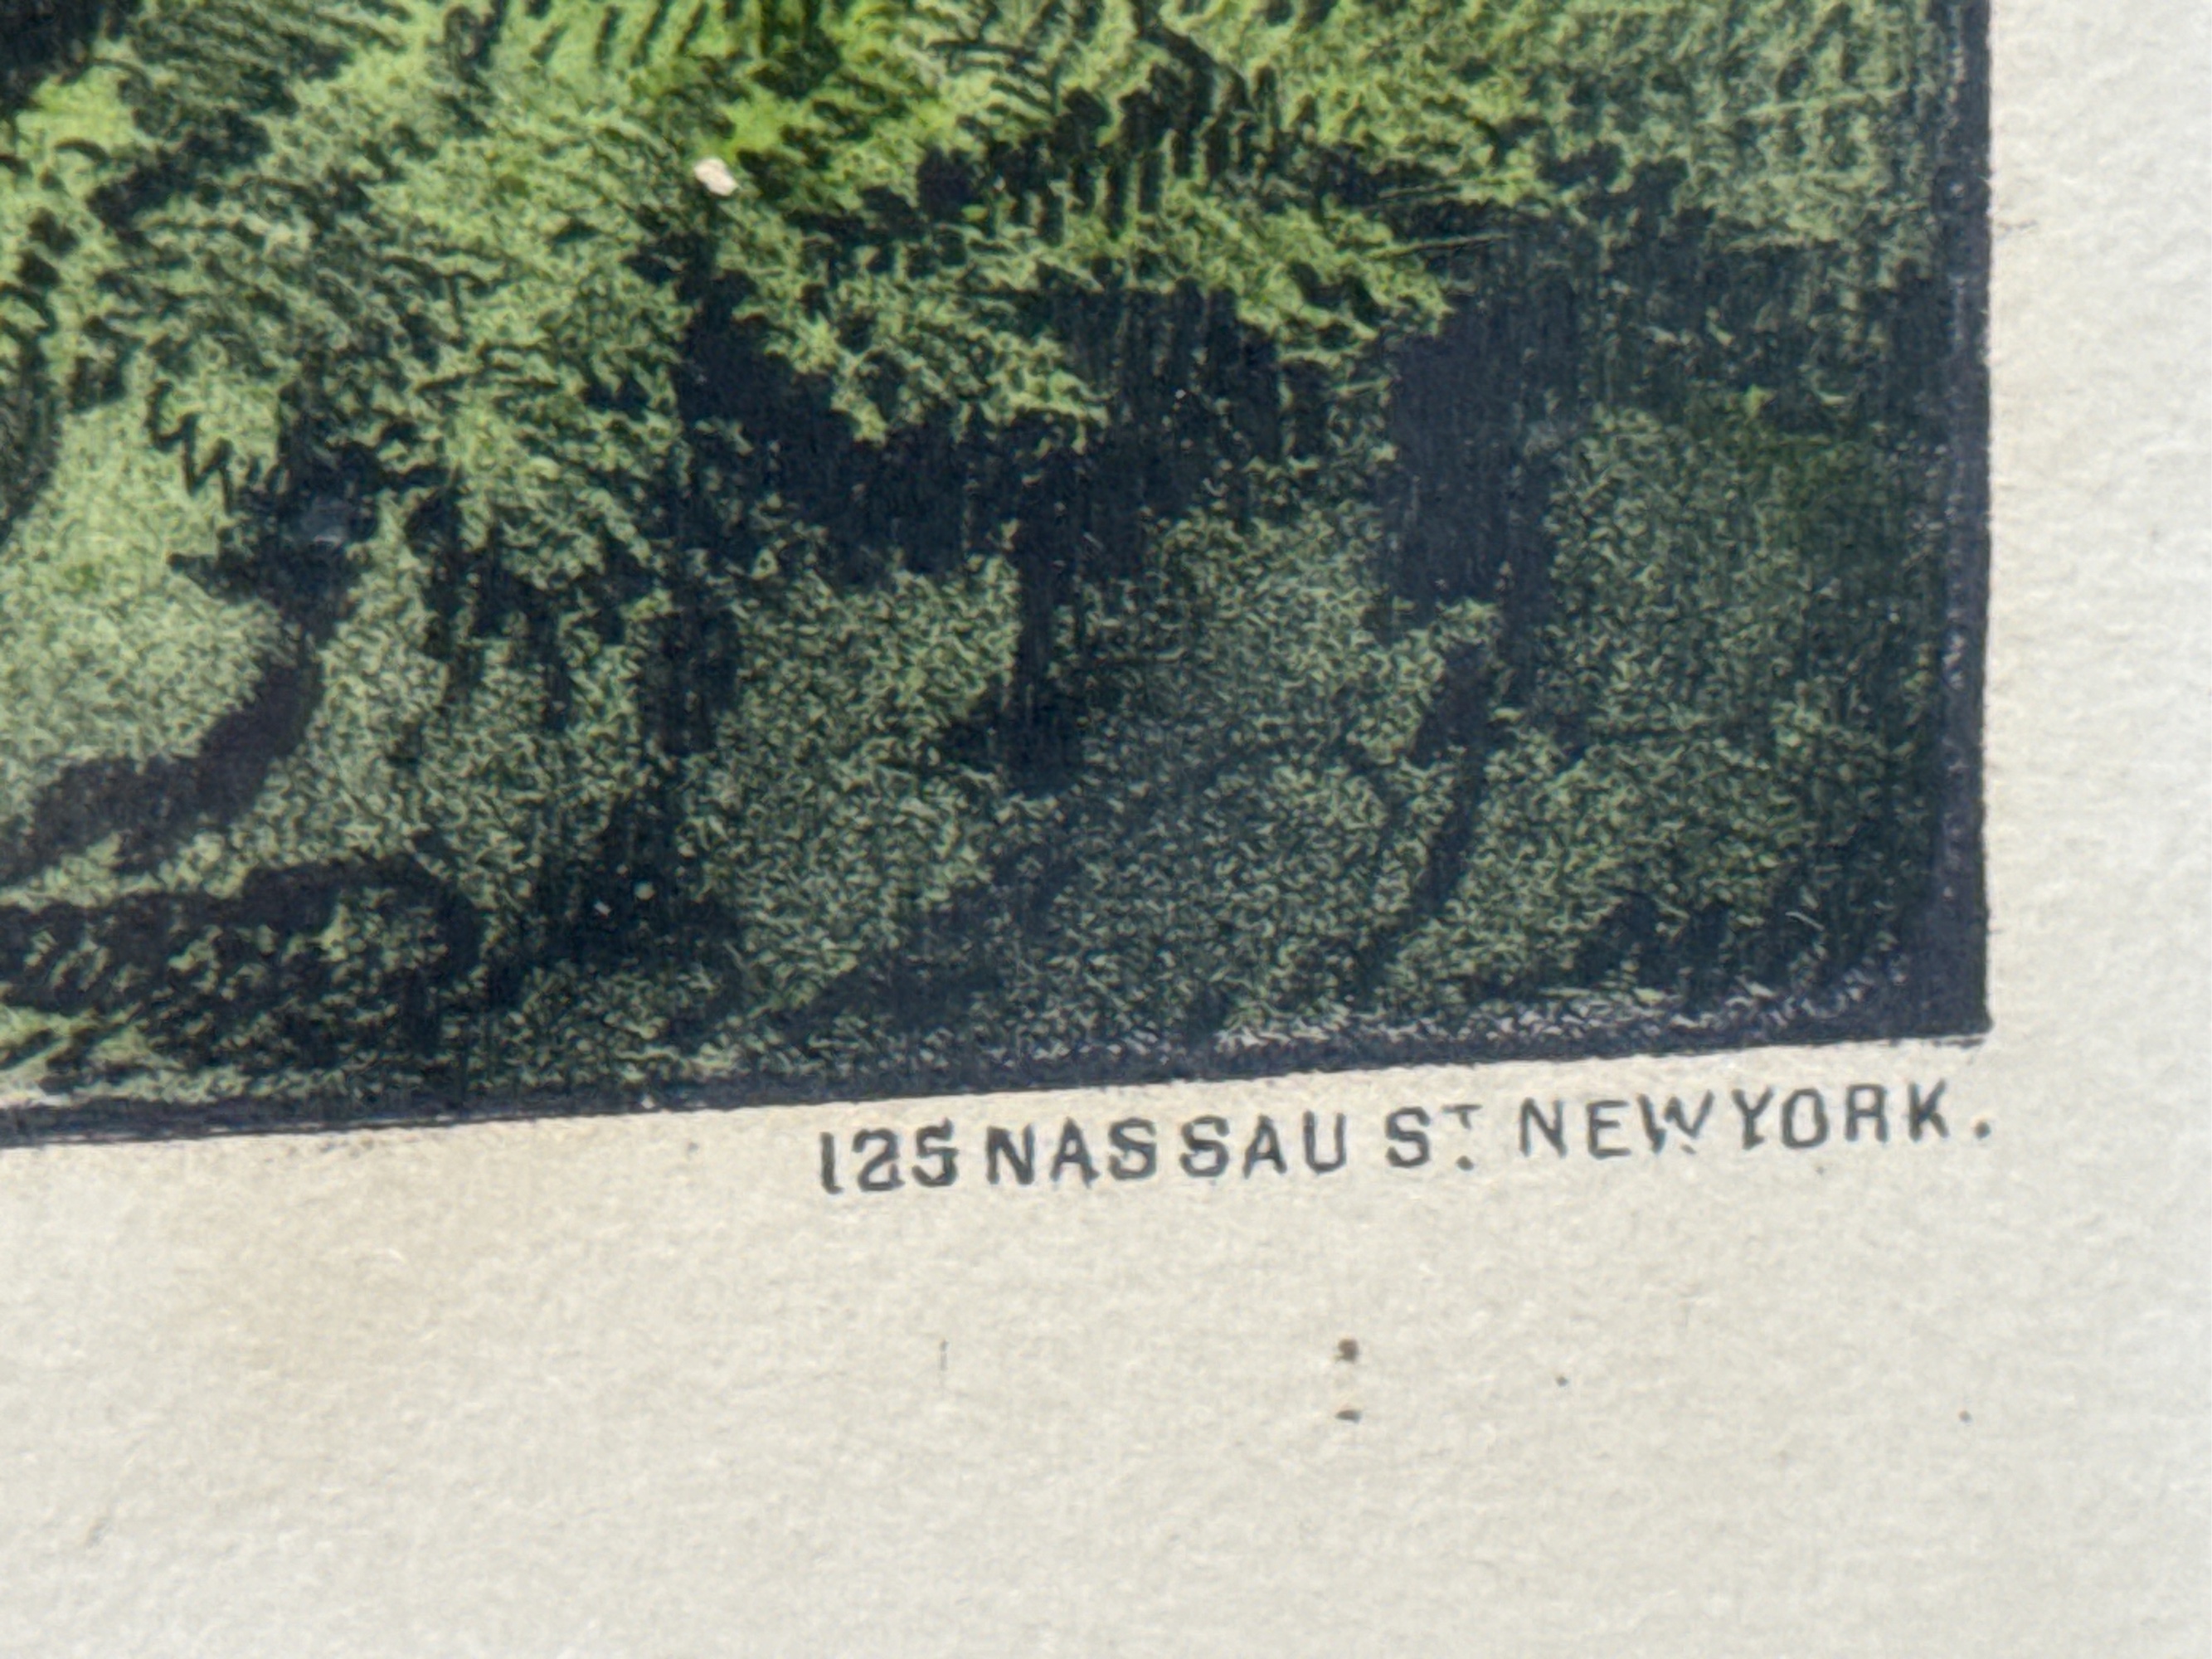 125 NASSAU ST. NEW YORK.